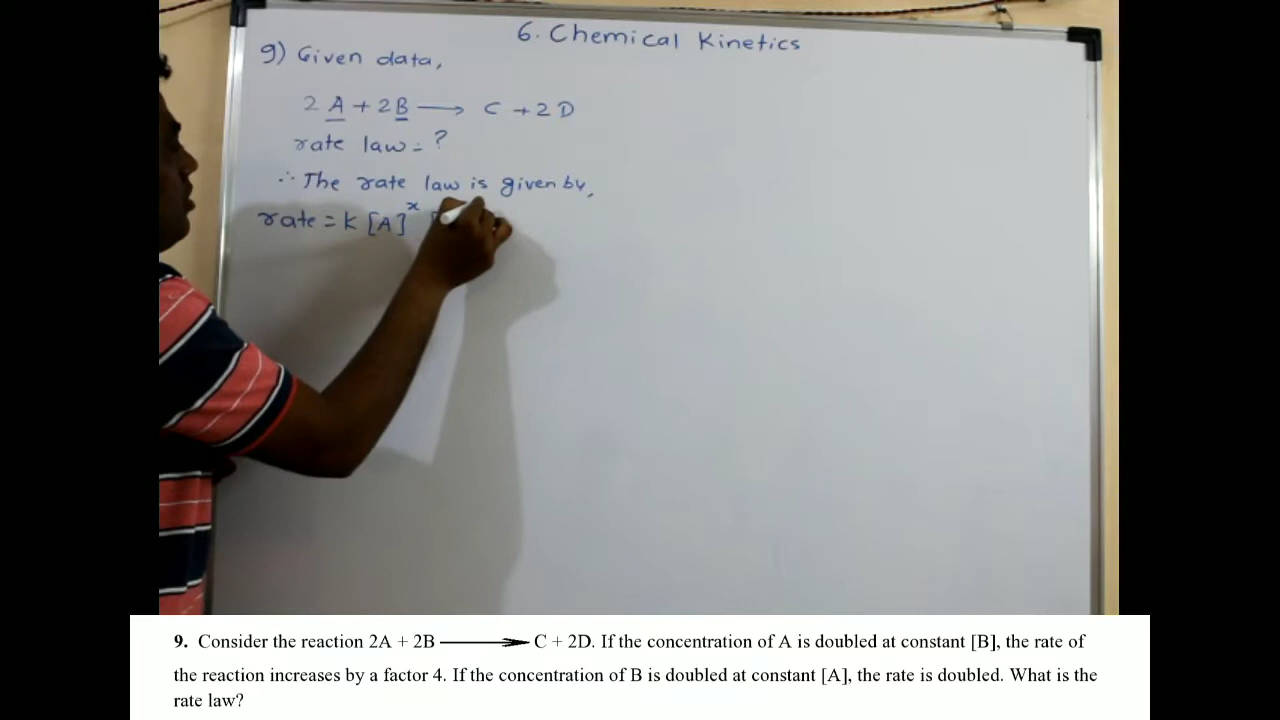 6. Chemical Kinetics
9) Given data,
2 A + 2 B ⟶ C + 2 D
rate law = ?
∴ The rate law is given by,
rate = k [A]ˣ [
9. Consider the reaction 2A + 2B ⟶ C + 2D. If the concentration of A is doubled at constant [B], the rate of
the reaction increases by a factor 4. If the concentration of B is doubled at constant [A], the rate is doubled. What is the
rate law?